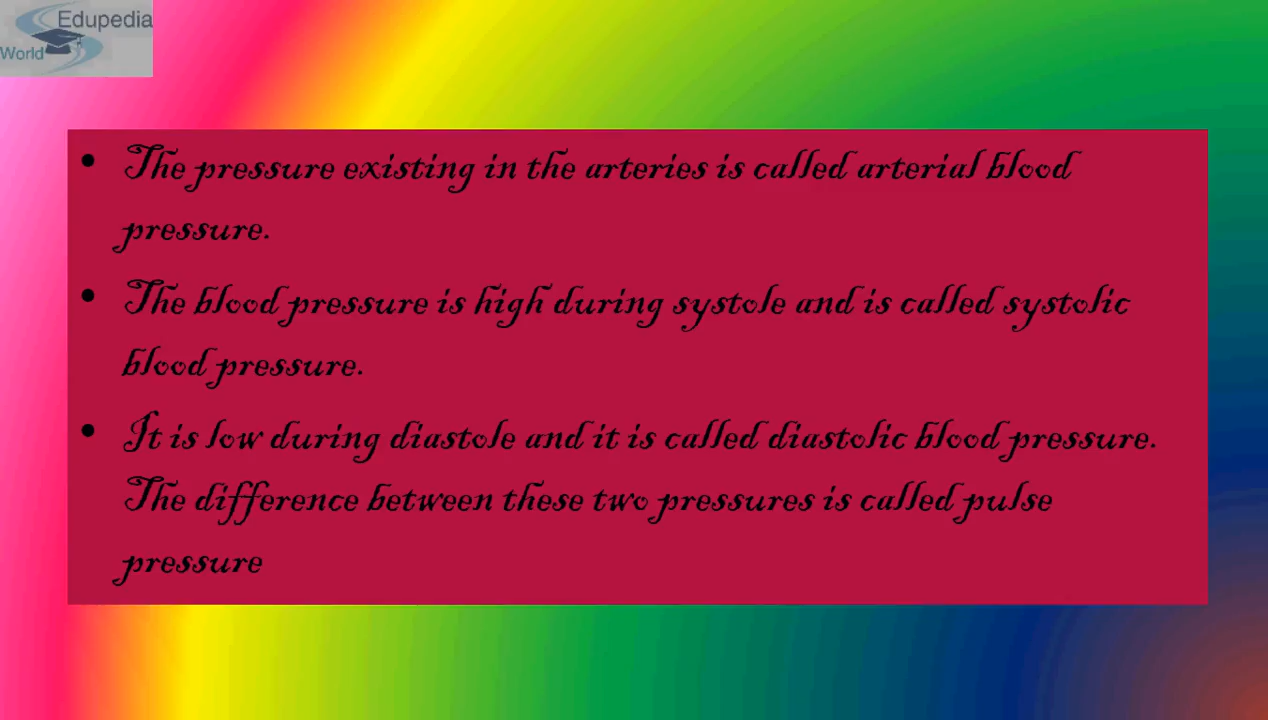 Edupedia
World
• The pressure existing in the arteries is called arterial blood
pressure.
• The blood pressure is high during systole and is called systolic
blood pressure.
• It is low during diastole and it is called diastolic blood pressure.
The difference between these two pressures is called pulse
pressure